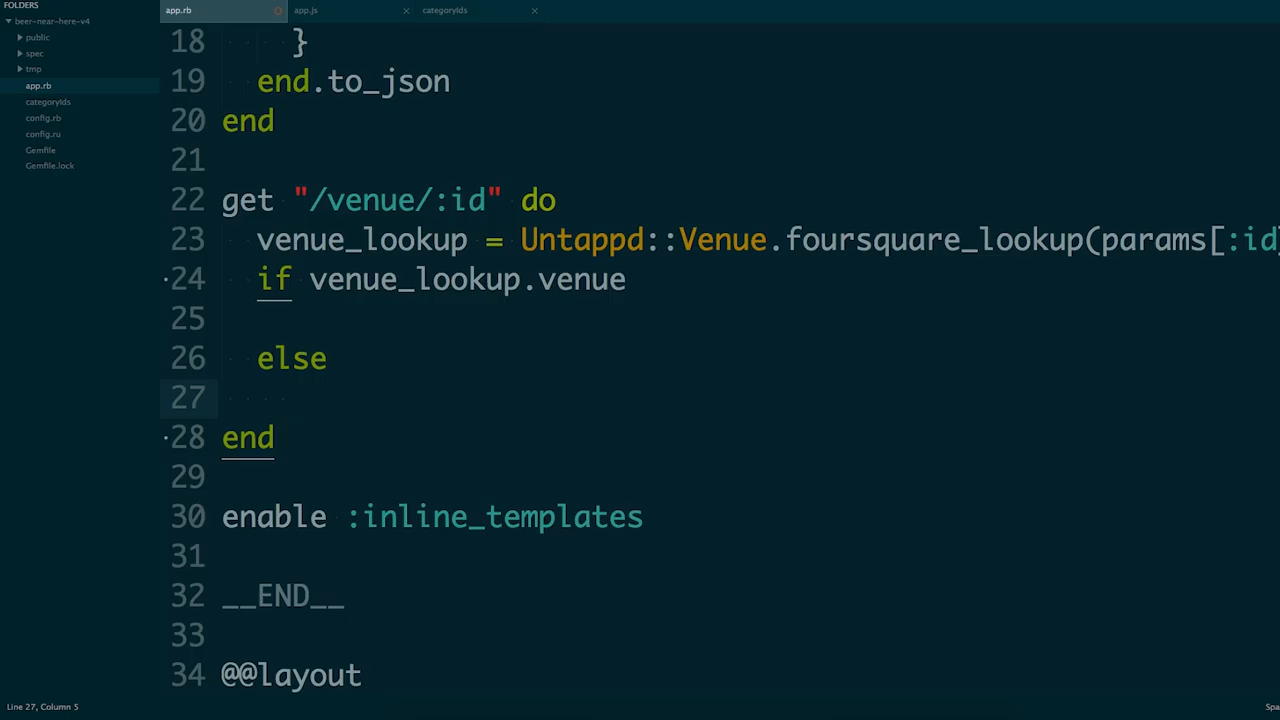 FOLDERS
beer-near-here-v4
public
spec
tmp
app.rb
categoryIds
config.rb
config.ru
Gemfile
Gemfile.lock
app.rb
app.js
categoryIds
18 }
19 end.to_json
20 end
21
22 get "/venue/:id" do
23 venue_lookup = Untappd::Venue.foursquare_lookup(params[:id]
24 if venue_lookup.venue
25
26 else
27
28 end
29
30 enable :inline_templates
31
32 __END__
33
34 @@layout
Line 27, Column 5
Spa